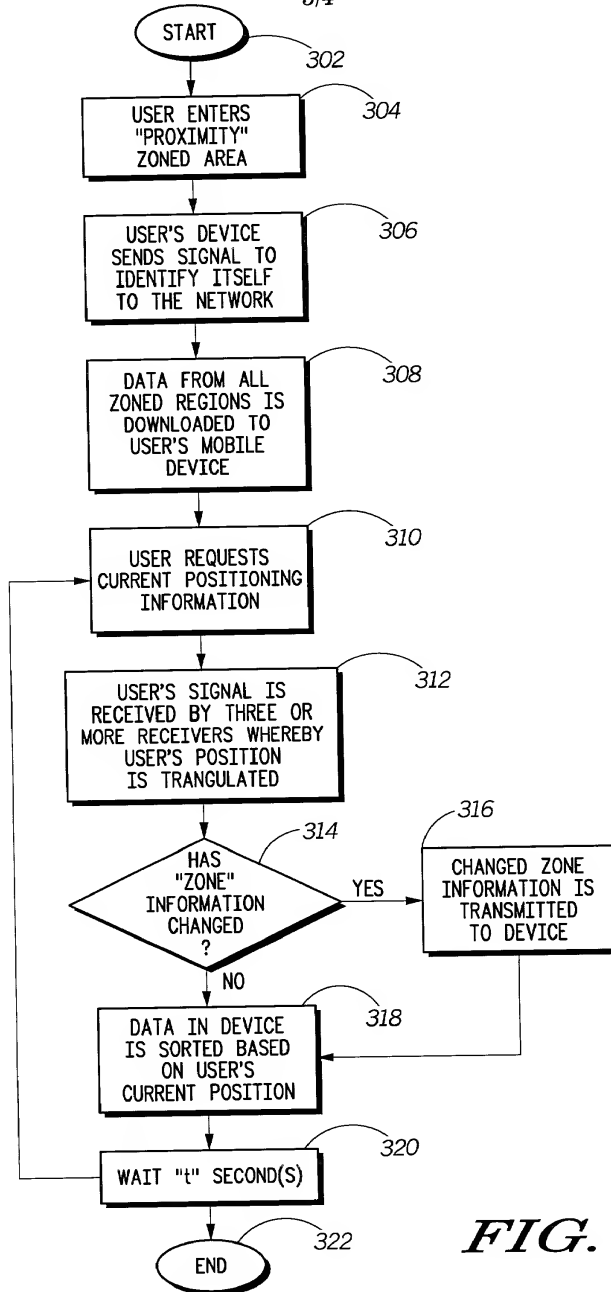 START
302
USER ENTERS
"PROXIMITY"
ZONED AREA
304
USER'S DEVICE
SENDS SIGNAL TO
IDENTIFY ITSELF
TO THE NETWORK
306
DATA FROM ALL
ZONED REGIONS IS
DOWNLOADED TO
USER'S MOBILE
DEVICE
308
USER REQUESTS
CURRENT POSITIONING
INFORMATION
310
USER'S SIGNAL IS
RECEIVED BY THREE OR
MORE RECEIVERS WHEREBY
USER'S POSITION
IS TRANGULATED
312
HAS
"ZONE"
INFORMATION
CHANGED
?
314
YES
CHANGED ZONE
INFORMATION IS
TRANSMITTED
TO DEVICE
316
NO
DATA IN DEVICE
IS SORTED BASED
ON USER'S
CURRENT POSITION
318
WAIT "t" SECOND(S)
320
END
322
FIG.